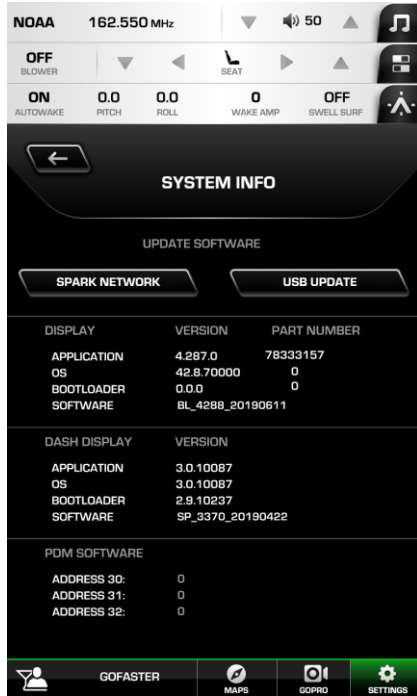 NOAA 162.550 MHz 50
OFF
BLOWER SEAT
ON 0.0 0.0 0 OFF
AUTOWAKE PITCH ROLL WAKE AMP SWELL SURF
SYSTEM INFO
UPDATE SOFTWARE
SPARK NETWORK USB UPDATE
DISPLAY VERSION PART NUMBER
APPLICATION 4.287.0 78333157
OS 42.8.70000 0
BOOTLOADER 0.0.0 0
SOFTWARE BL_4288_20190611
DASH DISPLAY VERSION
APPLICATION 3.0.10087
OS 3.0.10087
BOOTLOADER 2.9.10237
SOFTWARE SP_3370_20190422
PDM SOFTWARE
ADDRESS 30: 0
ADDRESS 31: 0
ADDRESS 32: 0
GOFASTER MAPS GOPRO SETTINGS